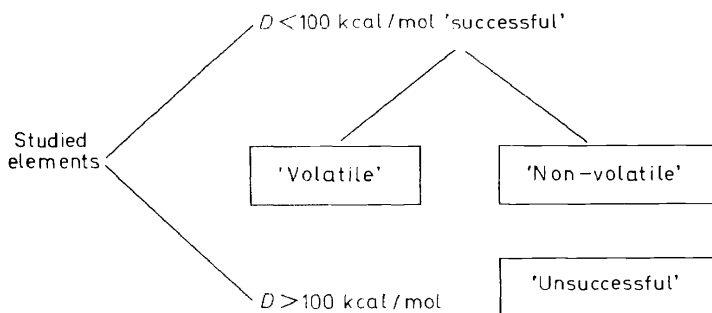 D<100 kcal/mol 'successful'
Studied
elements
'Volatile'
'Non-volatile'
'Unsuccessful'
D>100 kcal/mol